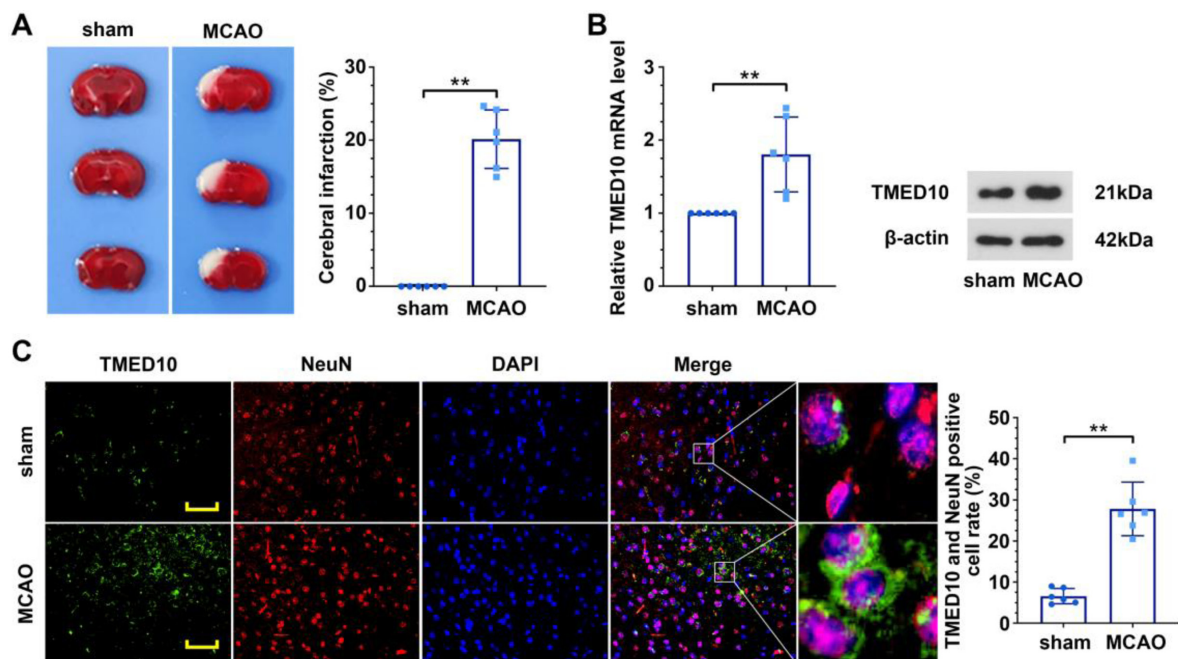 A
sham MCAO
Cerebral infarction (%)
30
20
10
0
**
sham MCAO
B
Relative TMED10 mRNA level
3
2
1
0
**
sham MCAO
TMED10 21kDa
β-actin 42kDa
sham MCAO
C
TMED10 NeuN DAPI Merge
sham
MCAO
TMED10 and NeuN positive
cell rate (%)
50
40
30
20
10
0
**
sham MCAO